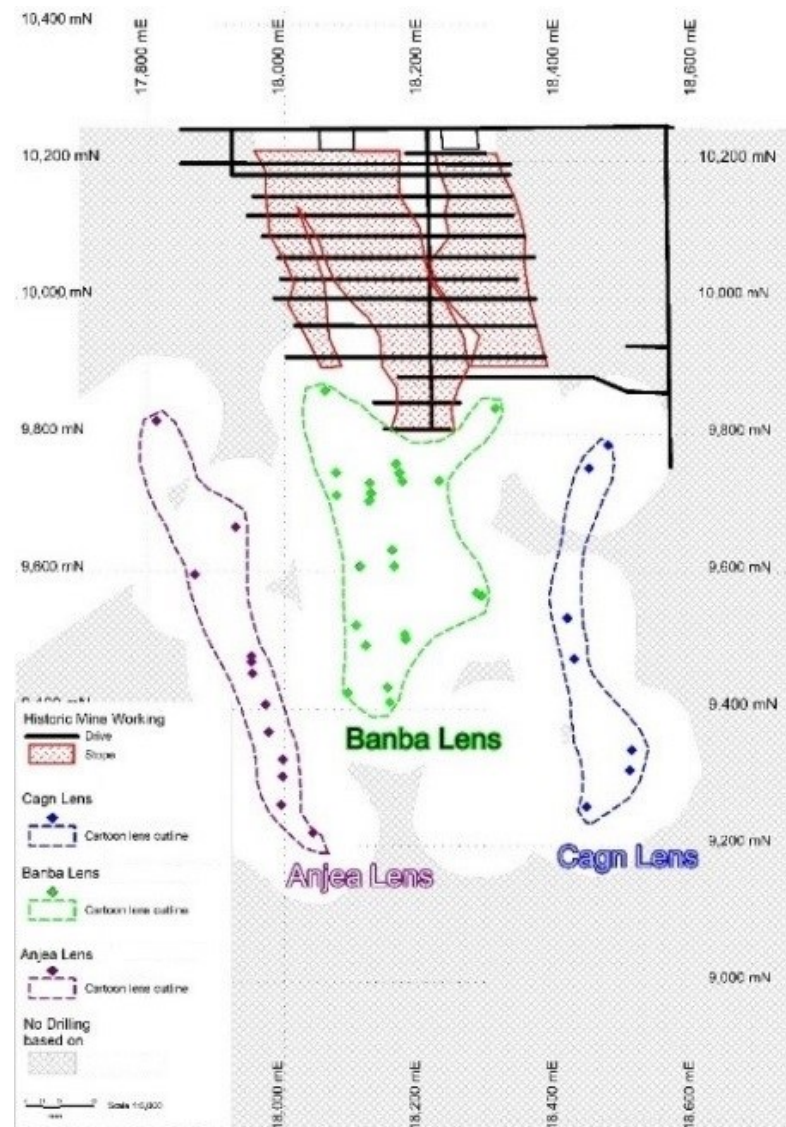 10,400 mN
17,800 mE
18,000 mE
18,200 mE
18,400 mE
18,600 mE
10,200 mN
10,200 mN
10,000 mN
10,000 mN
9,800 mN
9,800 mN
9,600 mN
9,600 mN
9,400 mN
9,400 mN
Banba Lens
9,200 mN
Cagn Lens
Anjea Lens
9,000 mN
Historic Mine Working
Drive
Stope
Cagn Lens
Cartoon lens outline
Banba Lens
Cartoon lens outline
Anjea Lens
Cartoon lens outline
No Drilling
based on
Scale
18,000 mE
18,200 mE
18,400 mE
18,600 mE